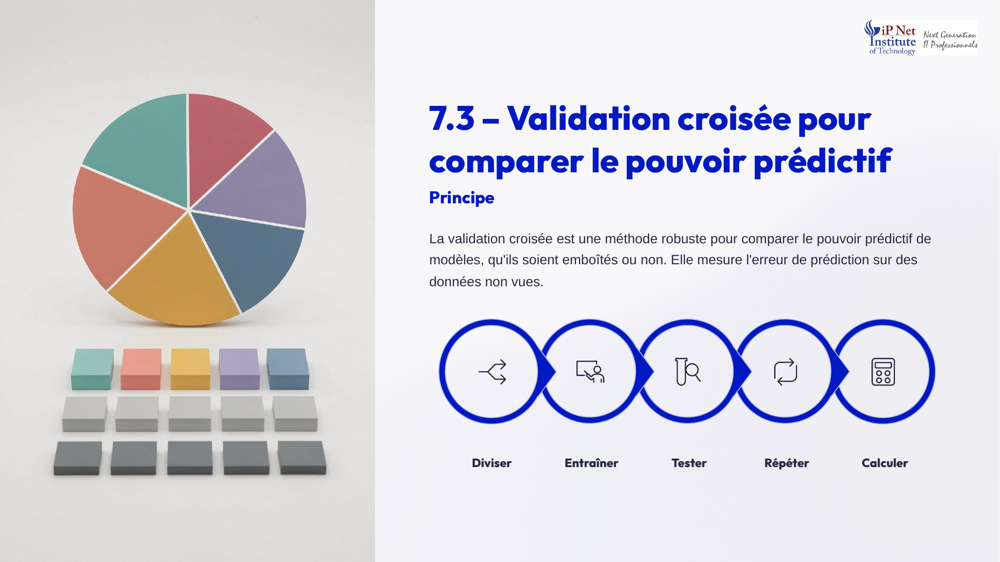 iP Net
Institute
of Technology
Next Generation
IT Professionnels
7.3 – Validation croisée pour
comparer le pouvoir prédictif
Principe
La validation croisée est une méthode robuste pour comparer le pouvoir prédictif de
modèles, qu'ils soient emboîtés ou non. Elle mesure l'erreur de prédiction sur des
données non vues.
Diviser
Entraîner
Tester
Répéter
Calculer